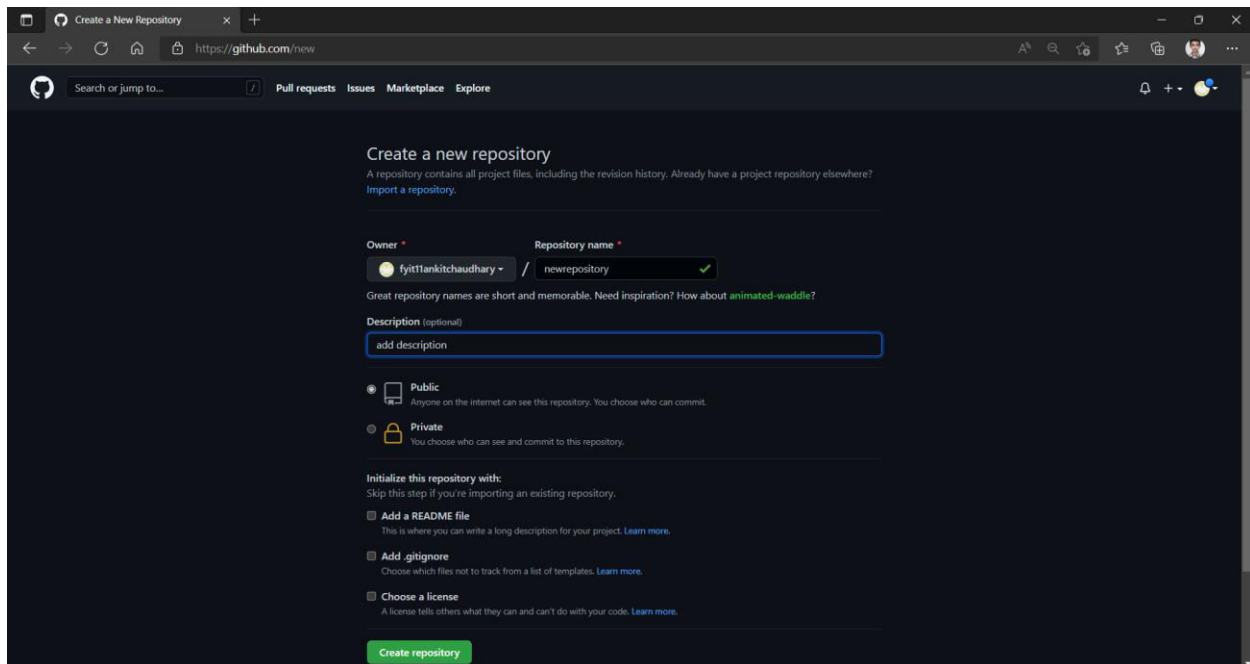 Create a New Repository
https://github.com/new
Search or jump to...
/
Pull requests Issues Marketplace Explore
Create a new repository
A repository contains all project files, including the revision history. Already have a project repository elsewhere?
Import a repository.
Owner * Repository name *
fyit11ankitchaudhary / newrepository
Great repository names are short and memorable. Need inspiration? How about animated-waddle?
Description (optional)
add description
Public
Anyone on the internet can see this repository. You choose who can commit.
Private
You choose who can see and commit to this repository.
Initialize this repository with:
Skip this step if you're importing an existing repository.
Add a README file
This is where you can write a long description for your project. Learn more.
Add .gitignore
Choose which files not to track from a list of templates. Learn more.
Choose a license
A license tells others what they can and can't do with your code. Learn more.
Create repository